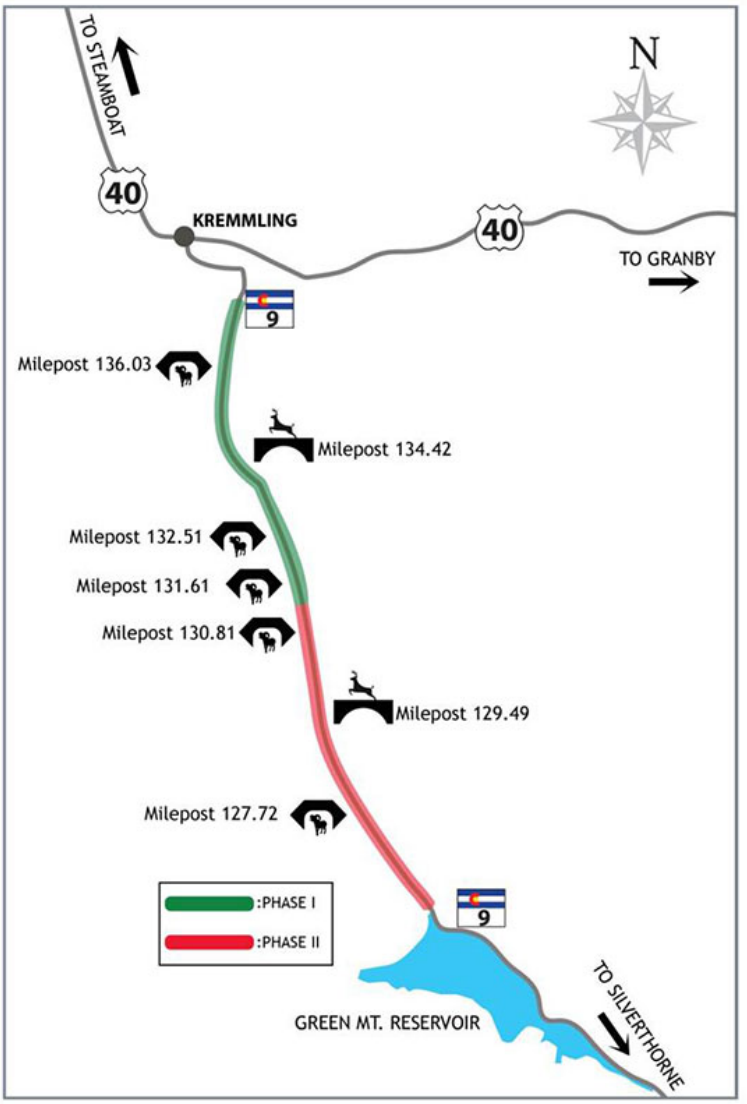 TO STEAMBOAT
N
40
KREMMLING
40
TO GRANBY
9
Milepost 136.03
Milepost 134.42
Milepost 132.51
Milepost 131.61
Milepost 130.81
Milepost 129.49
Milepost 127.72
:PHASE I
:PHASE II
9
TO SILVERTHORNE
GREEN MT. RESERVOIR